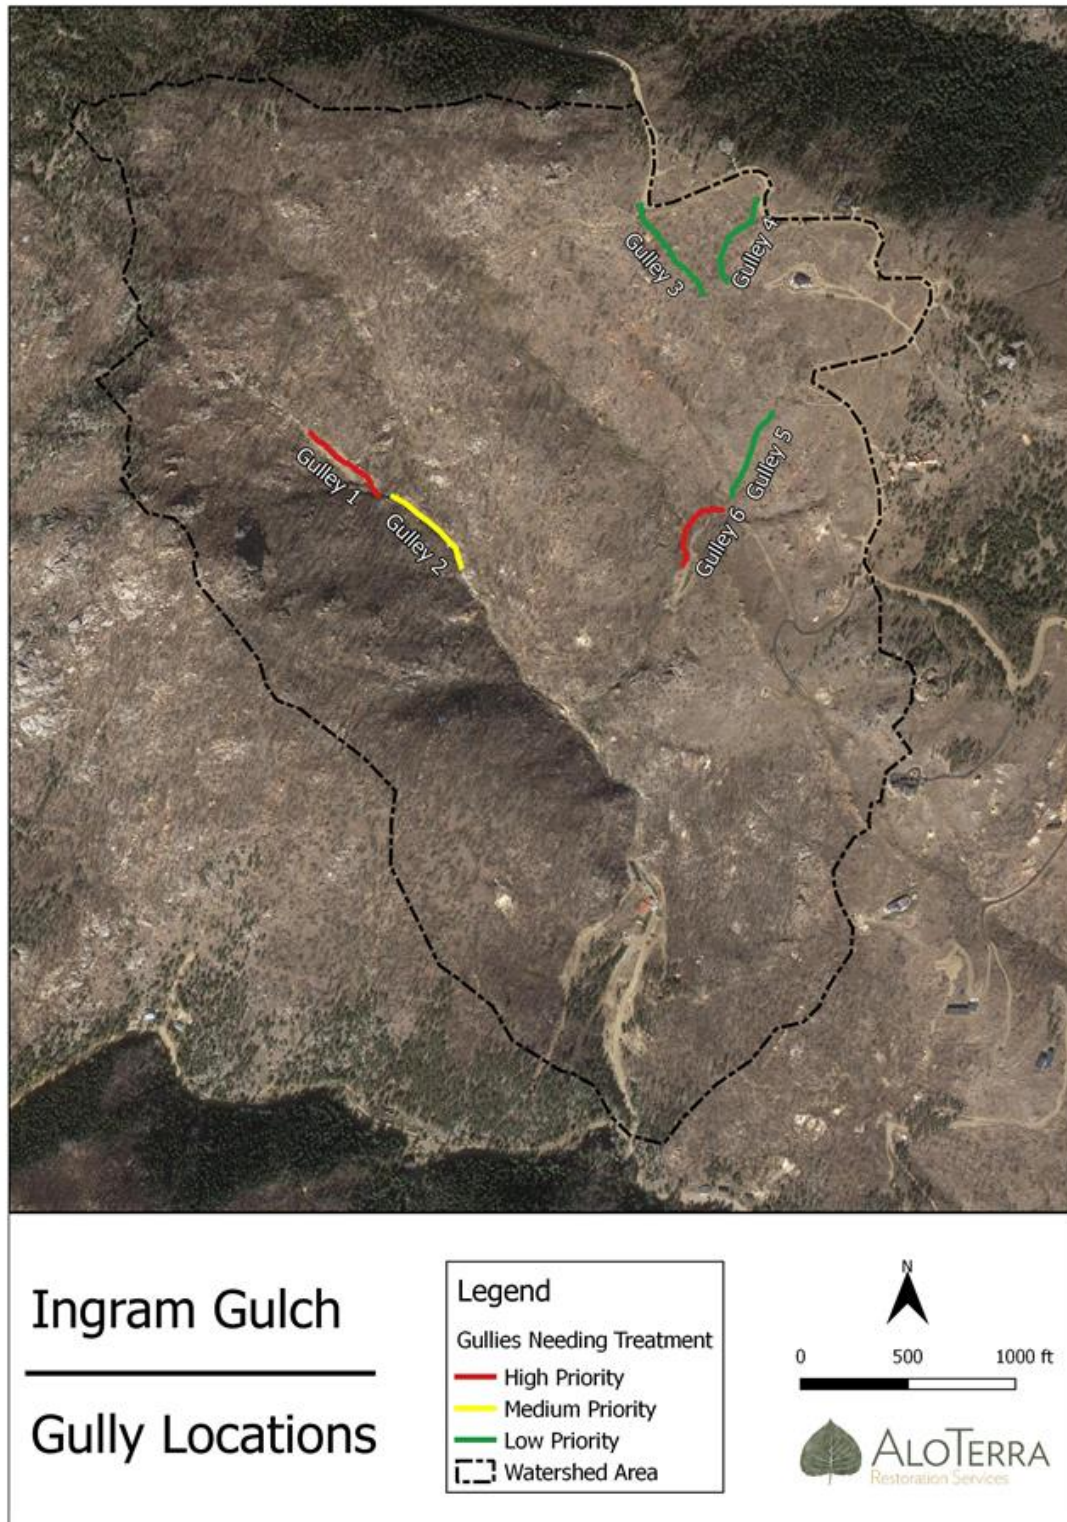 Gulley 3
Gulley 4
Gulley 1
Gulley 2
Gulley 5
Gulley 6
Ingram Gulch
Gully Locations
Legend
Gullies Needing Treatment
High Priority
Medium Priority
Low Priority
Watershed Area
N
0 500 1000 ft
ALOTERRA
Restoration Services